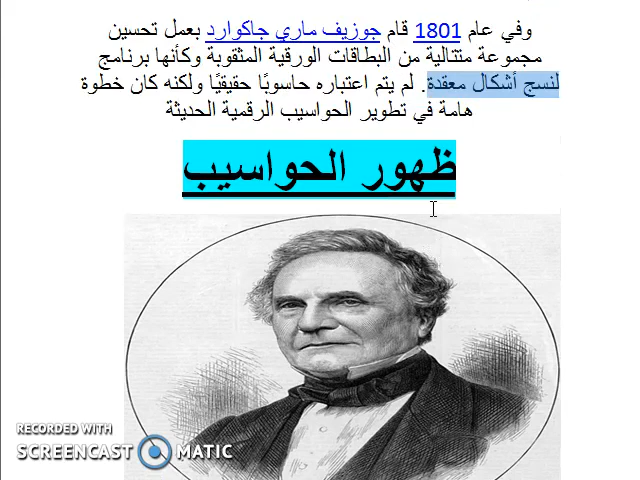 وفي عام 1801 قام جوزيف ماري جاكوارد بعمل تحسين
مجموعة متتالية من البطاقات الورقية المثقوبة وكأنها برنامج
لنسج أشكال معقدة. لم يتم اعتباره حاسوبًا حقيقيًا ولكنه كان خطوة
هامة في تطوير الحواسيب الرقمية الحديثة
ظهور الحواسيب
RECORDED WITH
SCREENCAST MATIC